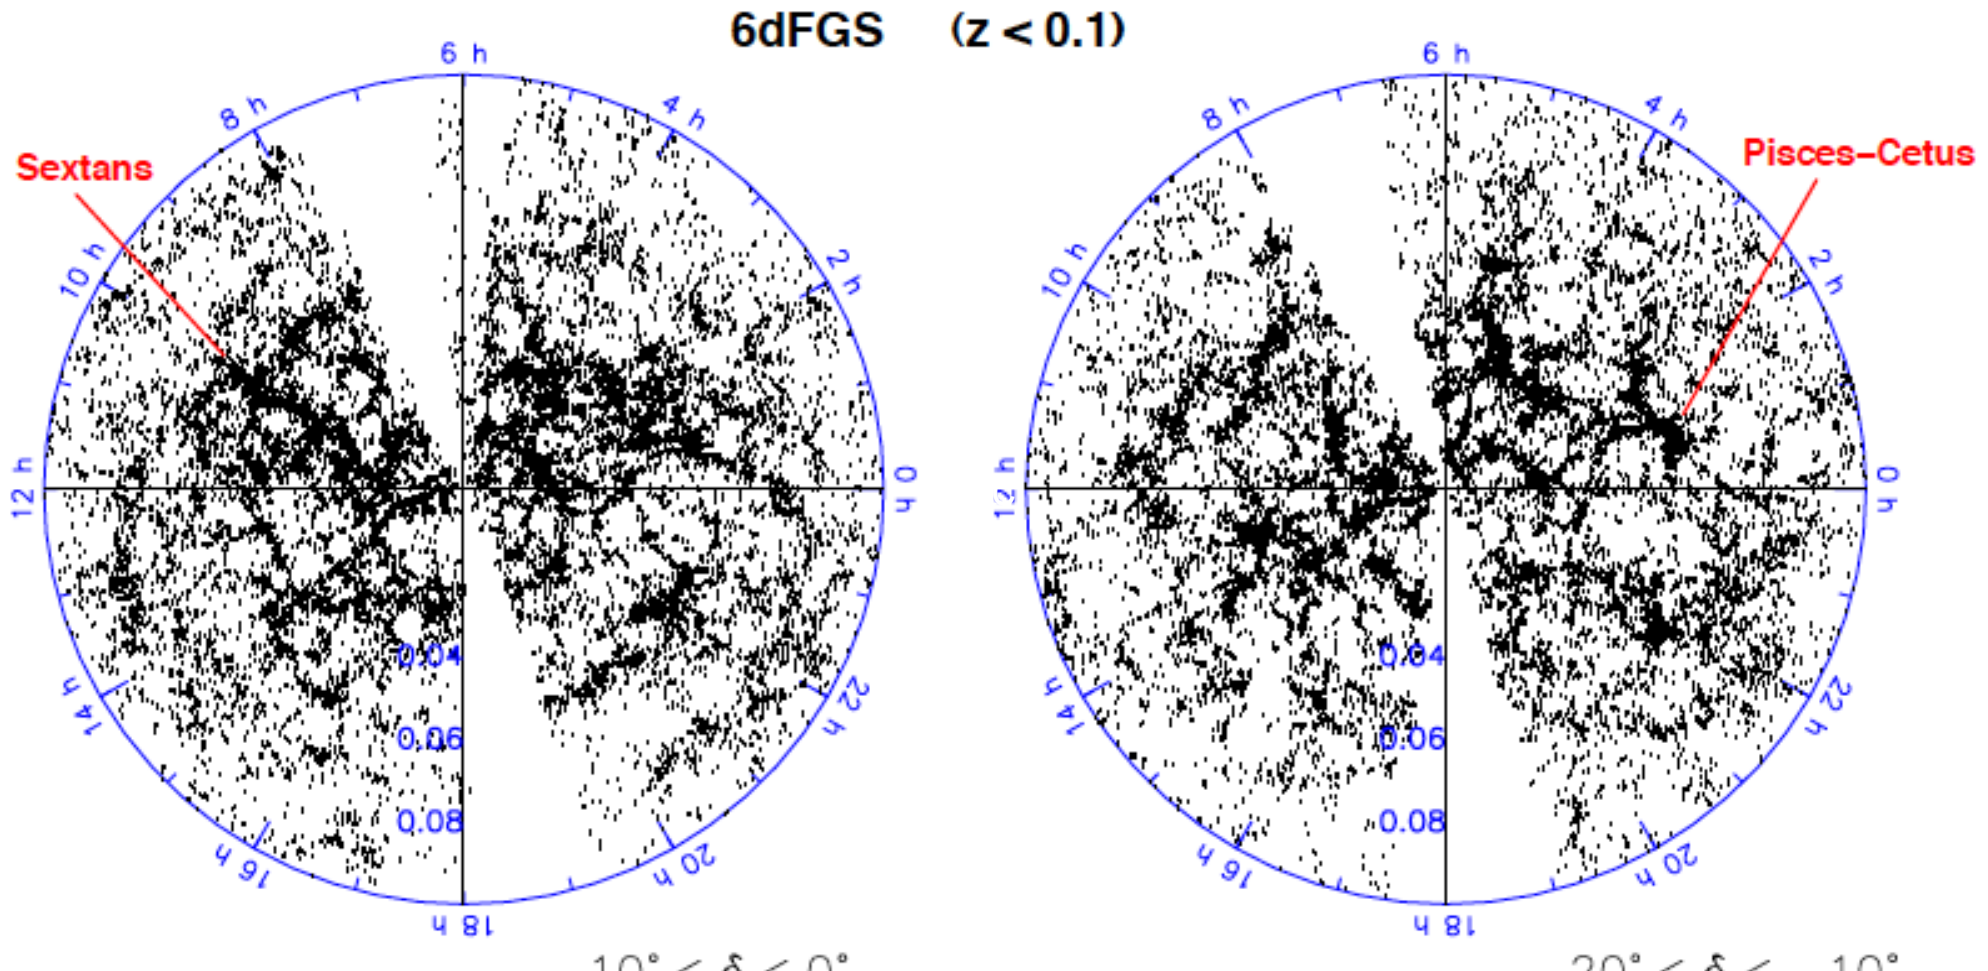 6dFGS (z < 0.1)
6 h
8 h
4 h
Sextans
10 h
2 h
12 h
0 h
0.04
0.06
0.08
14 h
22 h
16 h
20 h
18 h
6 h
8 h
4 h
Pisces–Cetus
10 h
2 h
12 h
0 h
0.04
0.06
0.08
14 h
22 h
16 h
20 h
18 h